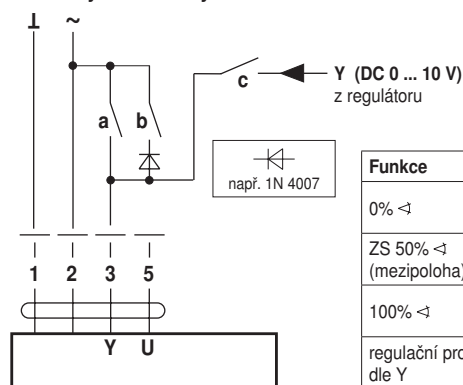 ⊥ ~
a b c
Y (DC 0 ... 10 V)
z regulátoru
např. 1N 4007
1 2 3 5
Y U
Funkce
0% ∢
ZS 50% ∢
(mezipoloha)
100% ∢
regulační pro
dle Y